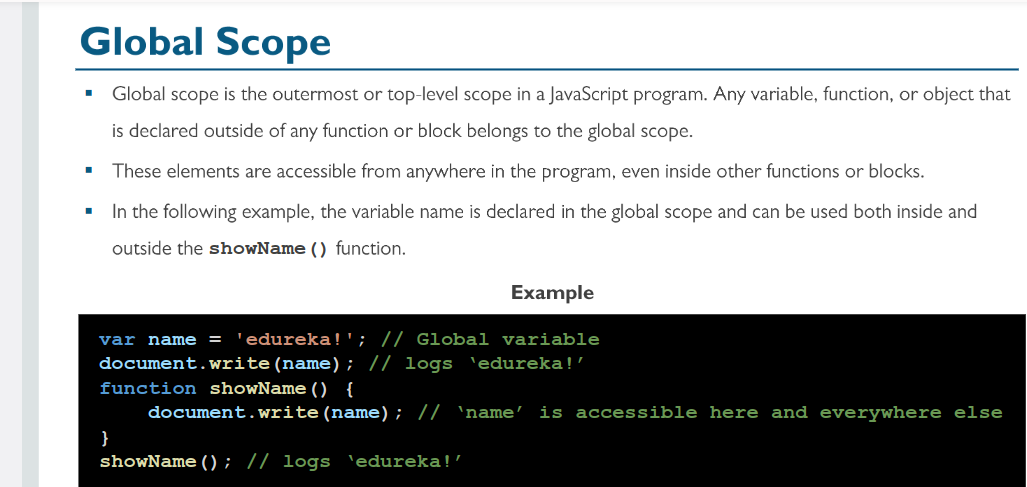 Global Scope
▪ Global scope is the outermost or top-level scope in a JavaScript program. Any variable, function, or object that
is declared outside of any function or block belongs to the global scope.
▪ These elements are accessible from anywhere in the program, even inside other functions or blocks.
▪ In the following example, the variable name is declared in the global scope and can be used both inside and
outside the showName() function.
Example
var name = 'edureka!'; // Global variable
document.write(name); // logs ‘edureka!’
function showName() {
    document.write(name); // ‘name’ is accessible here and everywhere else
}
showName(); // logs ‘edureka!’